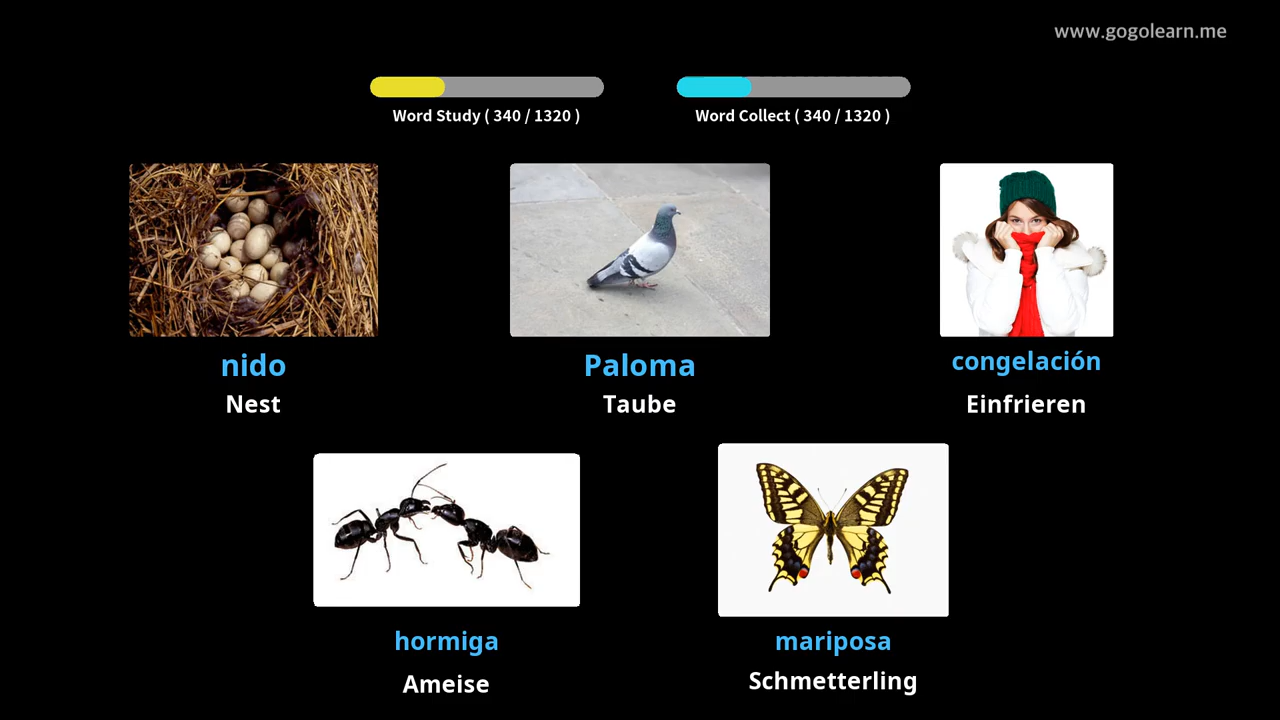 www.gogolearn.me
Word Study ( 340 / 1320 )
Word Collect ( 340 / 1320 )
nido
Nest
Paloma
Taube
congelación
Einfrieren
hormiga
Ameise
mariposa
Schmetterling